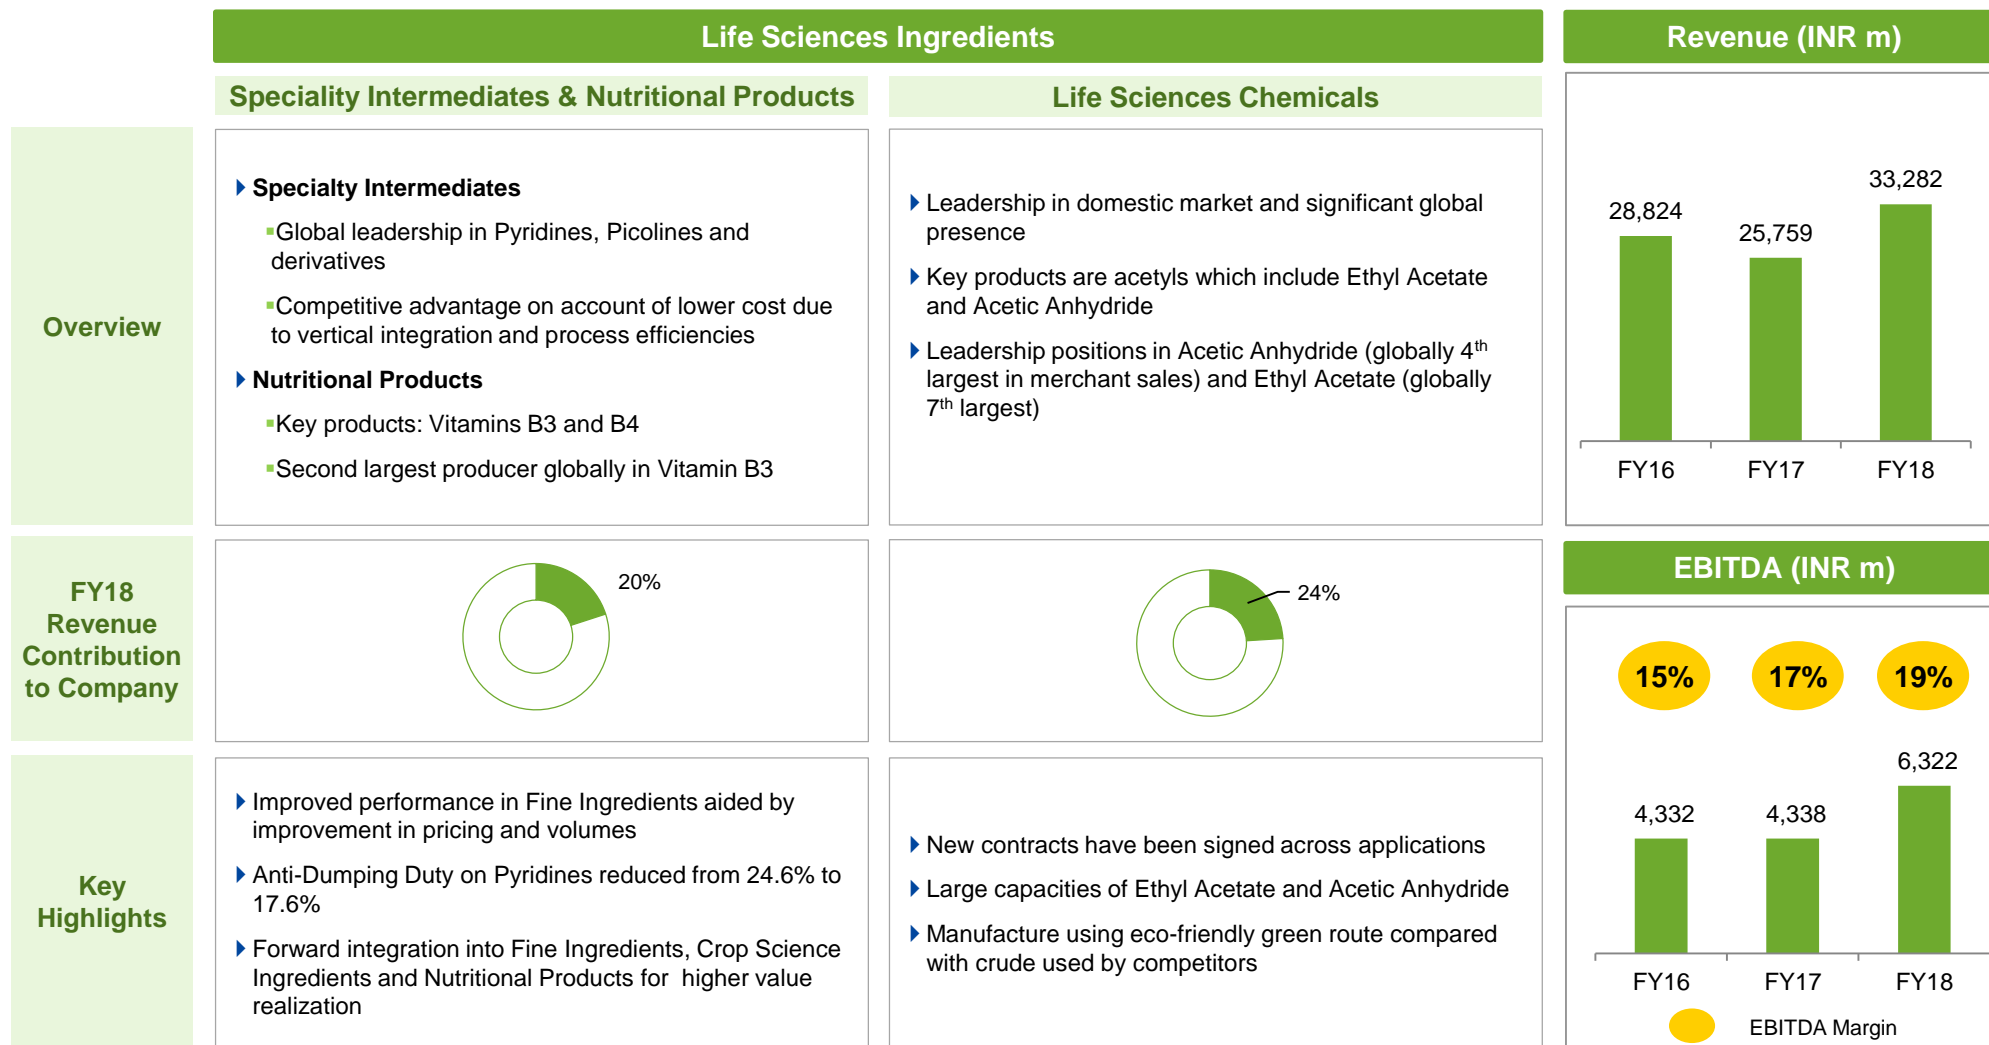 Life Sciences Ingredients
Speciality Intermediates & Nutritional Products
Life Sciences Chemicals
Overview
Specialty Intermediates
Global leadership in Pyridines, Picolines and
derivatives
Competitive advantage on account of lower cost due
to vertical integration and process efficiencies
Nutritional Products
Key products: Vitamins B3 and B4
Second largest producer globally in Vitamin B3
Leadership in domestic market and significant global
presence
Key products are acetyls which include Ethyl Acetate
and Acetic Anhydride
Leadership positions in Acetic Anhydride (globally 4th
largest in merchant sales) and Ethyl Acetate (globally
7th largest)
FY18
Revenue
Contribution
to Company
20%
24%
Key
Highlights
Improved performance in Fine Ingredients aided by
improvement in pricing and volumes
Anti-Dumping Duty on Pyridines reduced from 24.6% to
17.6%
Forward integration into Fine Ingredients, Crop Science
Ingredients and Nutritional Products for  higher value
realization
New contracts have been signed across applications
Large capacities of Ethyl Acetate and Acetic Anhydride
Manufacture using eco-friendly green route compared
with crude used by competitors
Revenue (INR m)
28,824
25,759
33,282
FY16
FY17
FY18
EBITDA (INR m)
15%
17%
19%
4,332
4,338
6,322
FY16
FY17
FY18
EBITDA Margin